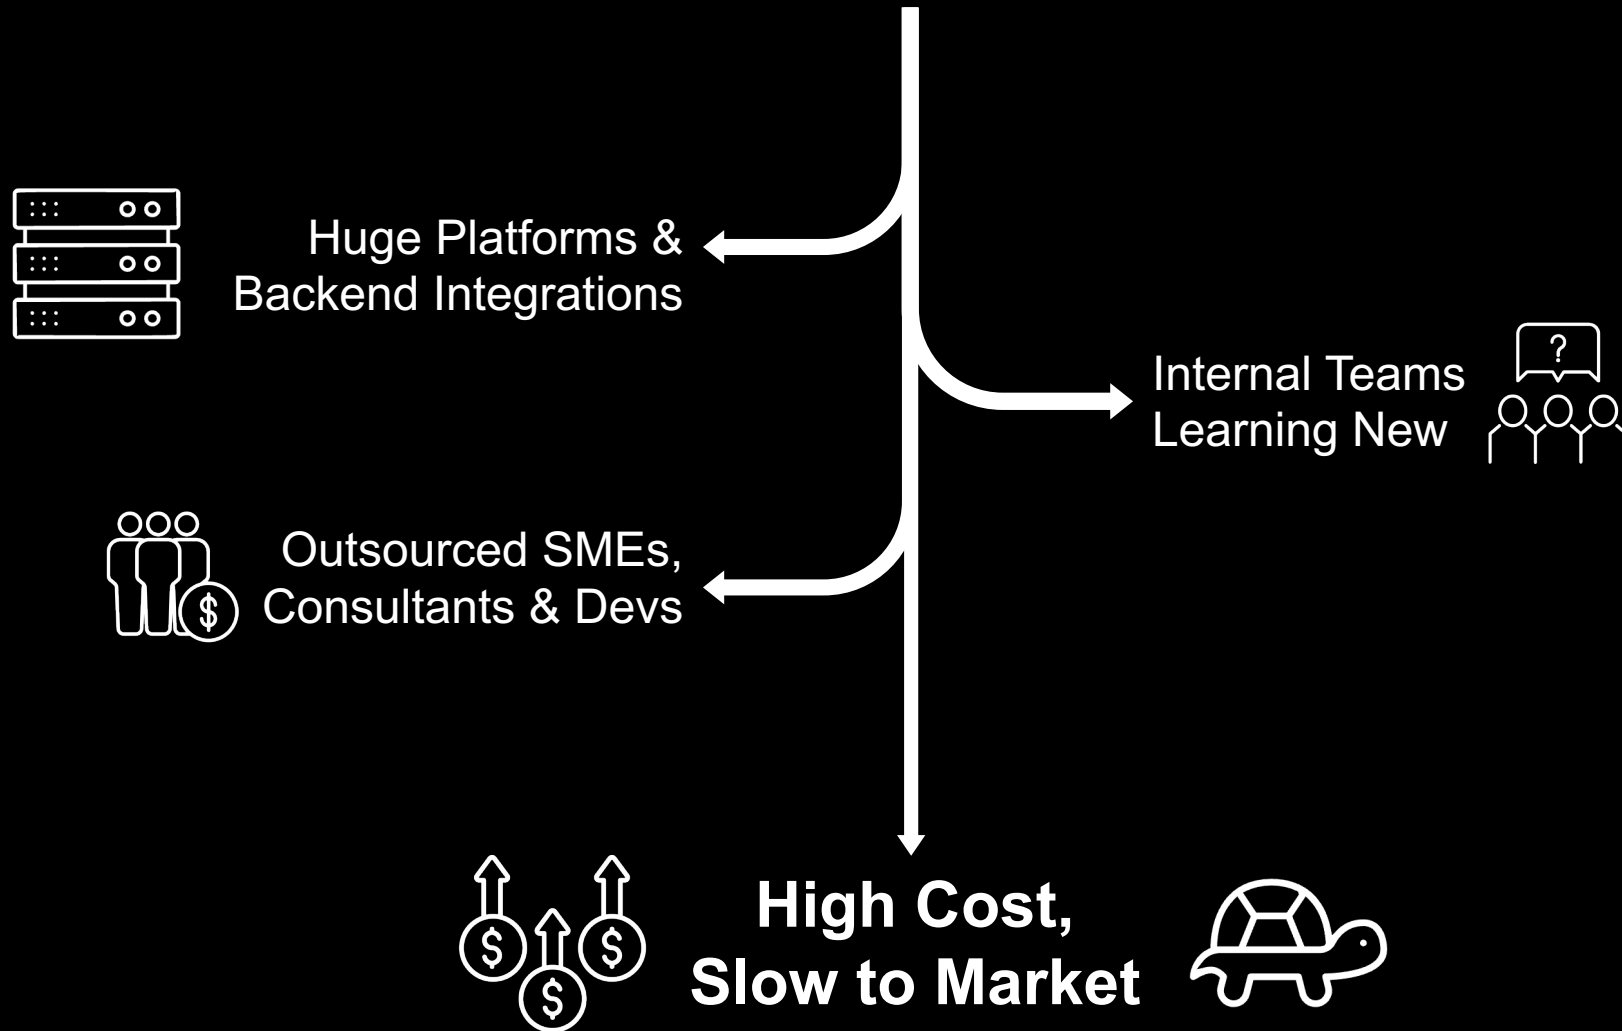 Huge Platforms &
Backend Integrations
?
Internal Teams
Learning New
Outsourced SMEs,
Consultants & Devs
$
High Cost,
Slow to Market
$
$
$